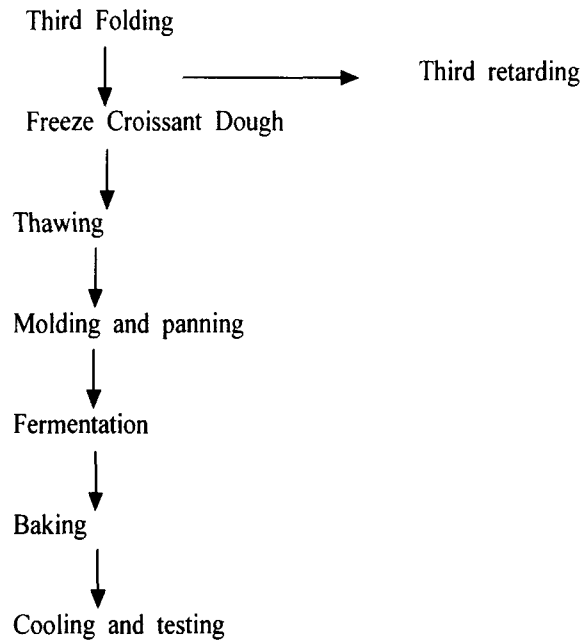 Third Folding
Third retarding
Freeze Croissant Dough
Thawing
Molding and panning
Fermentation
Baking
Cooling and testing